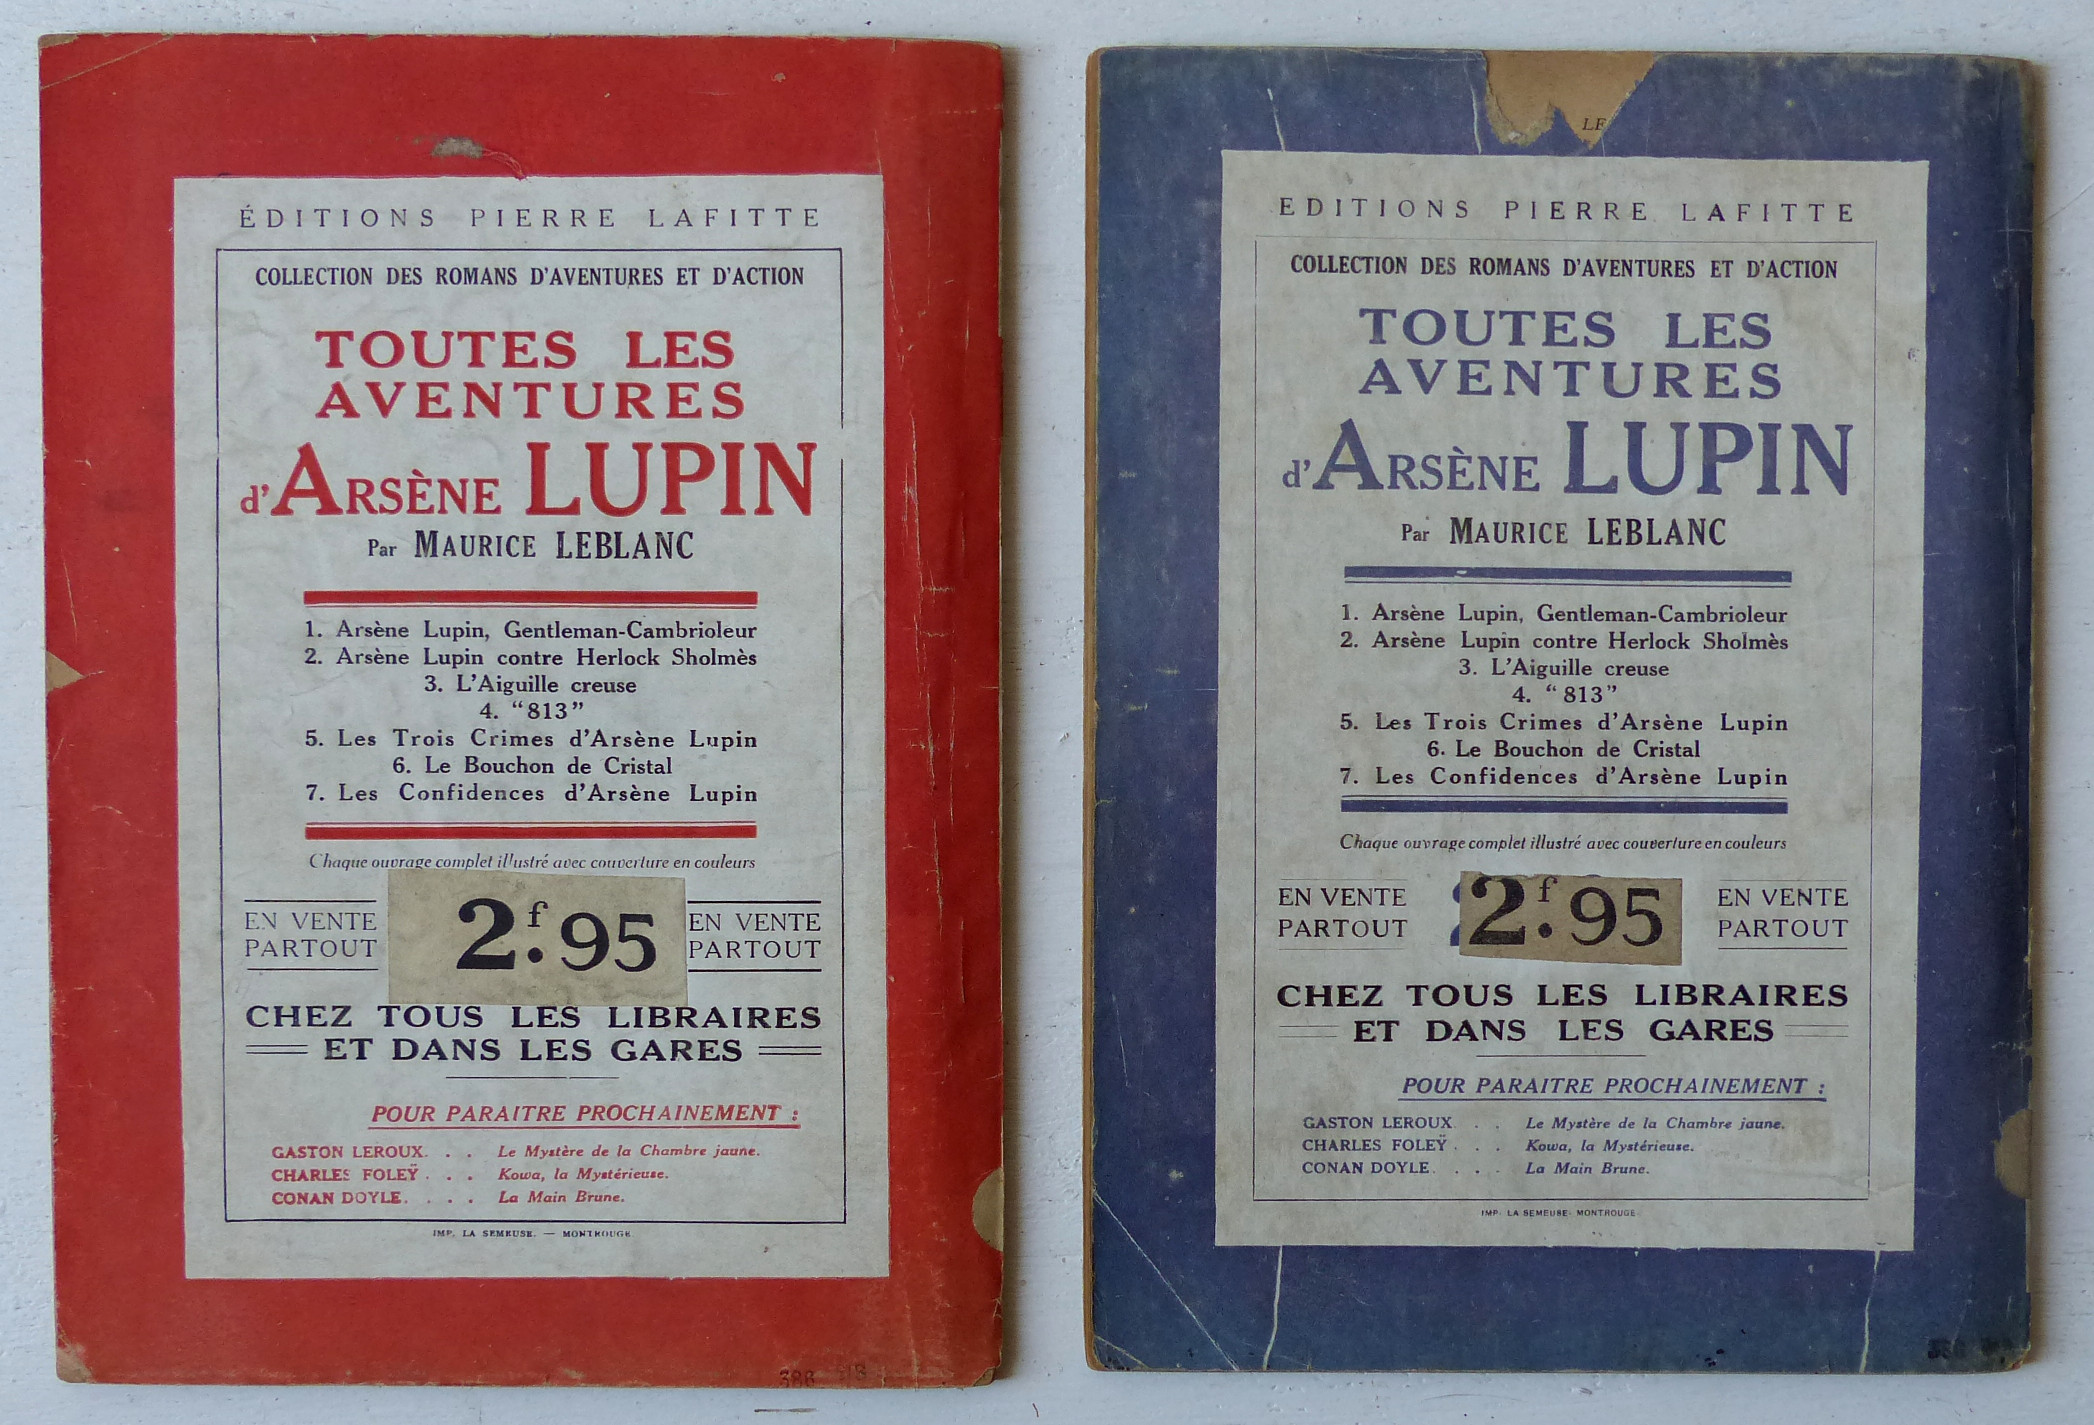 ÉDITIONS PIERRE LAFITTE
COLLECTION DES ROMANS D'AVENTURES ET D'ACTION
TOUTES LES
AVENTURES
d'ARSÈNE LUPIN
Par MAURICE LEBLANC
1. Arsène Lupin, Gentleman-Cambrioleur
2. Arsène Lupin contre Herlock Sholmès
3. L'Aiguille creuse
4. "813"
5. Les Trois Crimes d'Arsène Lupin
6. Le Bouchon de Cristal
7. Les Confidences d'Arsène Lupin
Chaque ouvrage complet illustré avec couverture en couleurs
EN VENTE PARTOUT
2f.95
EN VENTE PARTOUT
CHEZ TOUS LES LIBRAIRES
ET DANS LES GARES
POUR PARAITRE PROCHAINEMENT :
GASTON LEROUX. . . Le Mystère de la Chambre jaune.
CHARLES FOLEŸ . . . Kowa, la Mystérieuse.
CONAN DOYLE. . . . La Main Brune.
IMP. LA SEMEUSE. — MONTROUGE
386
LE
EDITIONS PIERRE LAFITTE
COLLECTION DES ROMANS D'AVENTURES ET D'ACTION
TOUTES LES
AVENTURES
d'ARSÈNE LUPIN
Par MAURICE LEBLANC
1. Arsène Lupin, Gentleman-Cambrioleur
2. Arsène Lupin contre Herlock Sholmès
3. L'Aiguille creuse
4. "813"
5. Les Trois Crimes d'Arsène Lupin
6. Le Bouchon de Cristal
7. Les Confidences d'Arsène Lupin
Chaque ouvrage complet illustré avec couverture en couleurs
EN VENTE PARTOUT
2f.95
EN VENTE PARTOUT
CHEZ TOUS LES LIBRAIRES
ET DANS LES GARES
POUR PARAITRE PROCHAINEMENT :
GASTON LEROUX. . . Le Mystère de la Chambre jaune.
CHARLES FOLEŸ . . . Kowa, la Mystérieuse.
CONAN DOYLE. . . . La Main Brune.
IMP. LA SEMEUSE. MONTROUGE